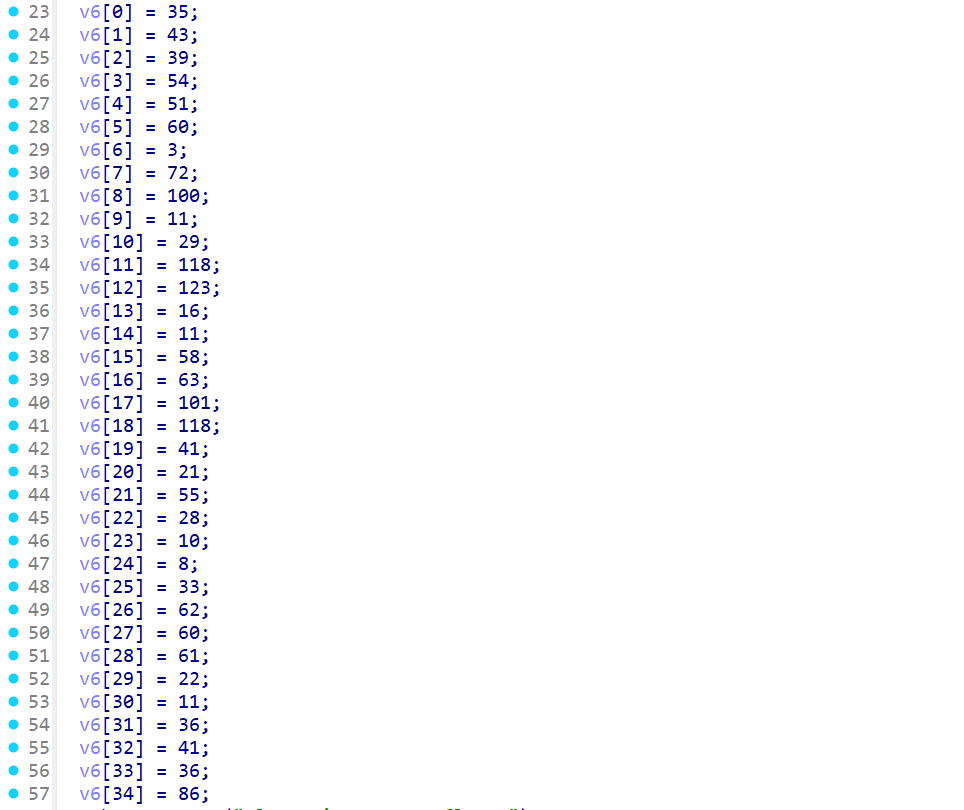 23 v6[0] = 35;
24 v6[1] = 43;
25 v6[2] = 39;
26 v6[3] = 54;
27 v6[4] = 51;
28 v6[5] = 60;
29 v6[6] = 3;
30 v6[7] = 72;
31 v6[8] = 100;
32 v6[9] = 11;
33 v6[10] = 29;
34 v6[11] = 118;
35 v6[12] = 123;
36 v6[13] = 16;
37 v6[14] = 11;
38 v6[15] = 58;
39 v6[16] = 63;
40 v6[17] = 101;
41 v6[18] = 118;
42 v6[19] = 41;
43 v6[20] = 21;
44 v6[21] = 55;
45 v6[22] = 28;
46 v6[23] = 10;
47 v6[24] = 8;
48 v6[25] = 33;
49 v6[26] = 62;
50 v6[27] = 60;
51 v6[28] = 61;
52 v6[29] = 22;
53 v6[30] = 11;
54 v6[31] = 36;
55 v6[32] = 41;
56 v6[33] = 36;
57 v6[34] = 86;